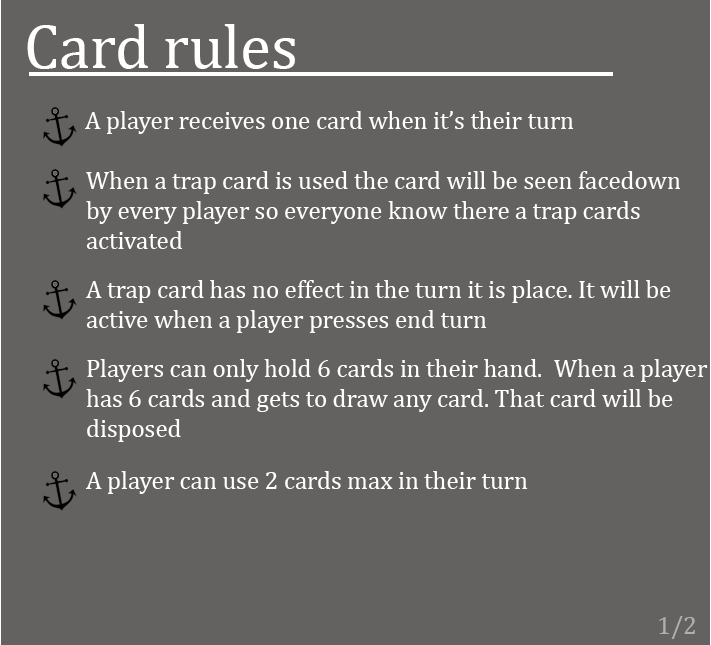 Card rules
A player receives one card when it’s their turn
When a trap card is used the card will be seen facedown
by every player so everyone know there a trap cards
activated
A trap card has no effect in the turn it is place. It will be
active when a player presses end turn
Players can only hold 6 cards in their hand.  When a player
has 6 cards and gets to draw any card. That card will be
disposed
A player can use 2 cards max in their turn
1/2